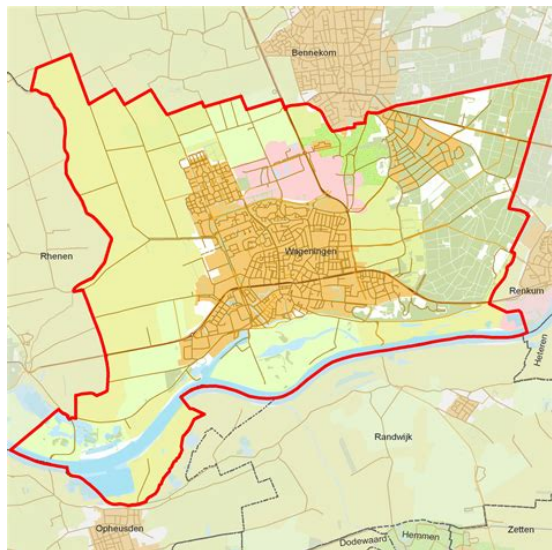 Bennekom
Wageningen
Rhenen
Renkum
Heteren
Randwijk
Opheusden
Dodewaard
Hemmen
Zetten